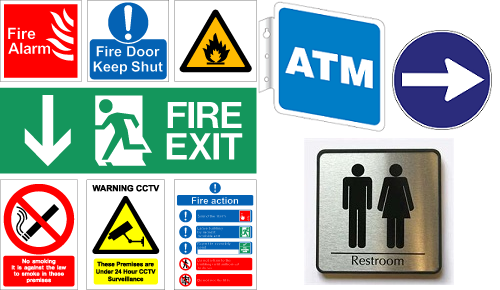 Fire
Alarm
Fire Door
Keep Shut
ATM
FIRE
EXIT
No smoking
It is against the law
to smoke in these
premises
WARNING CCTV
These Premises are
Under 24 Hour CCTV
Surveillance
Fire action
Restroom